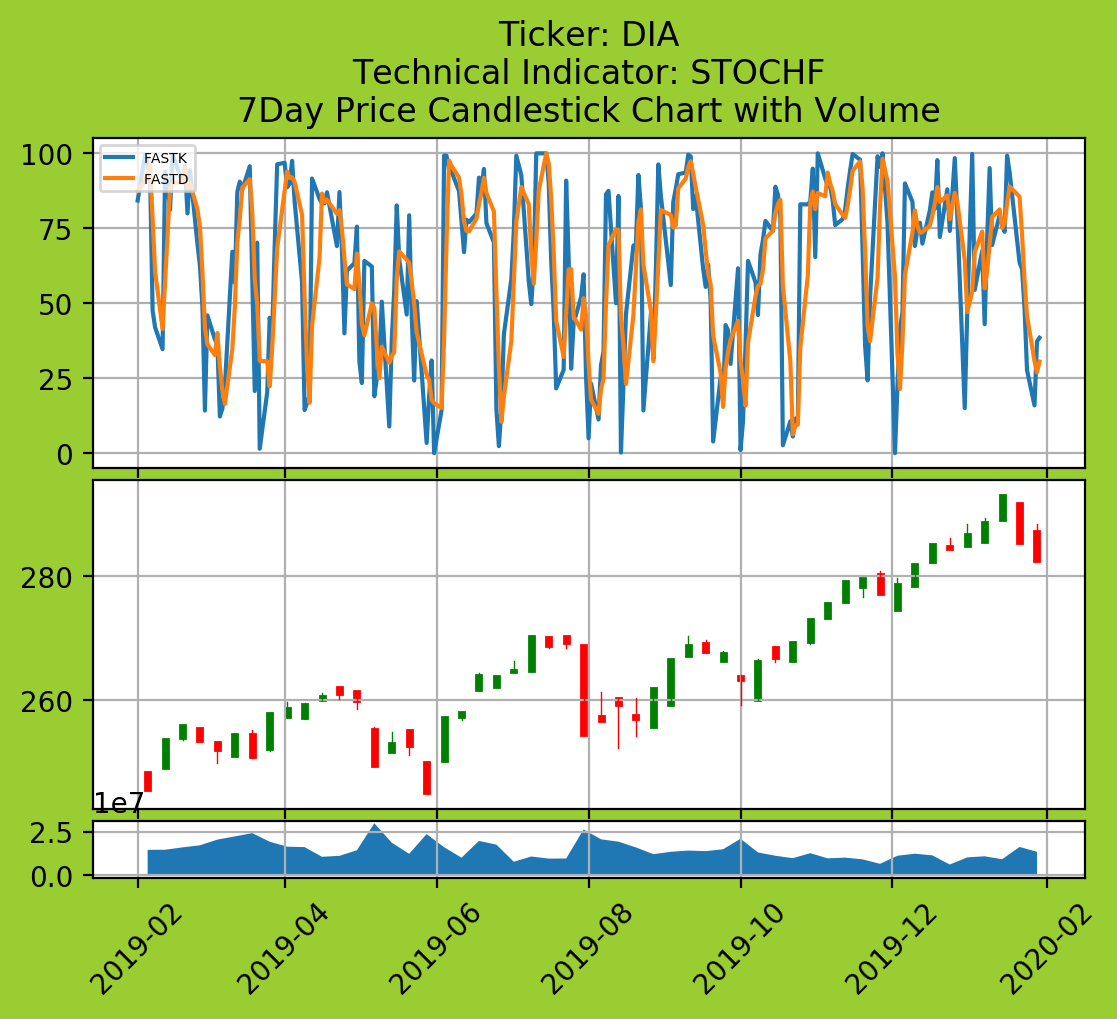 Ticker: DIA
Technical Indicator: STOCHF
7Day Price Candlestick Chart with Volume
100
75
50
25
0
FASTK
FASTD
280
260
1e7
2.5
0.0
2019-02
2019-04
2019-06
2019-08
2019-10
2019-12
2020-02